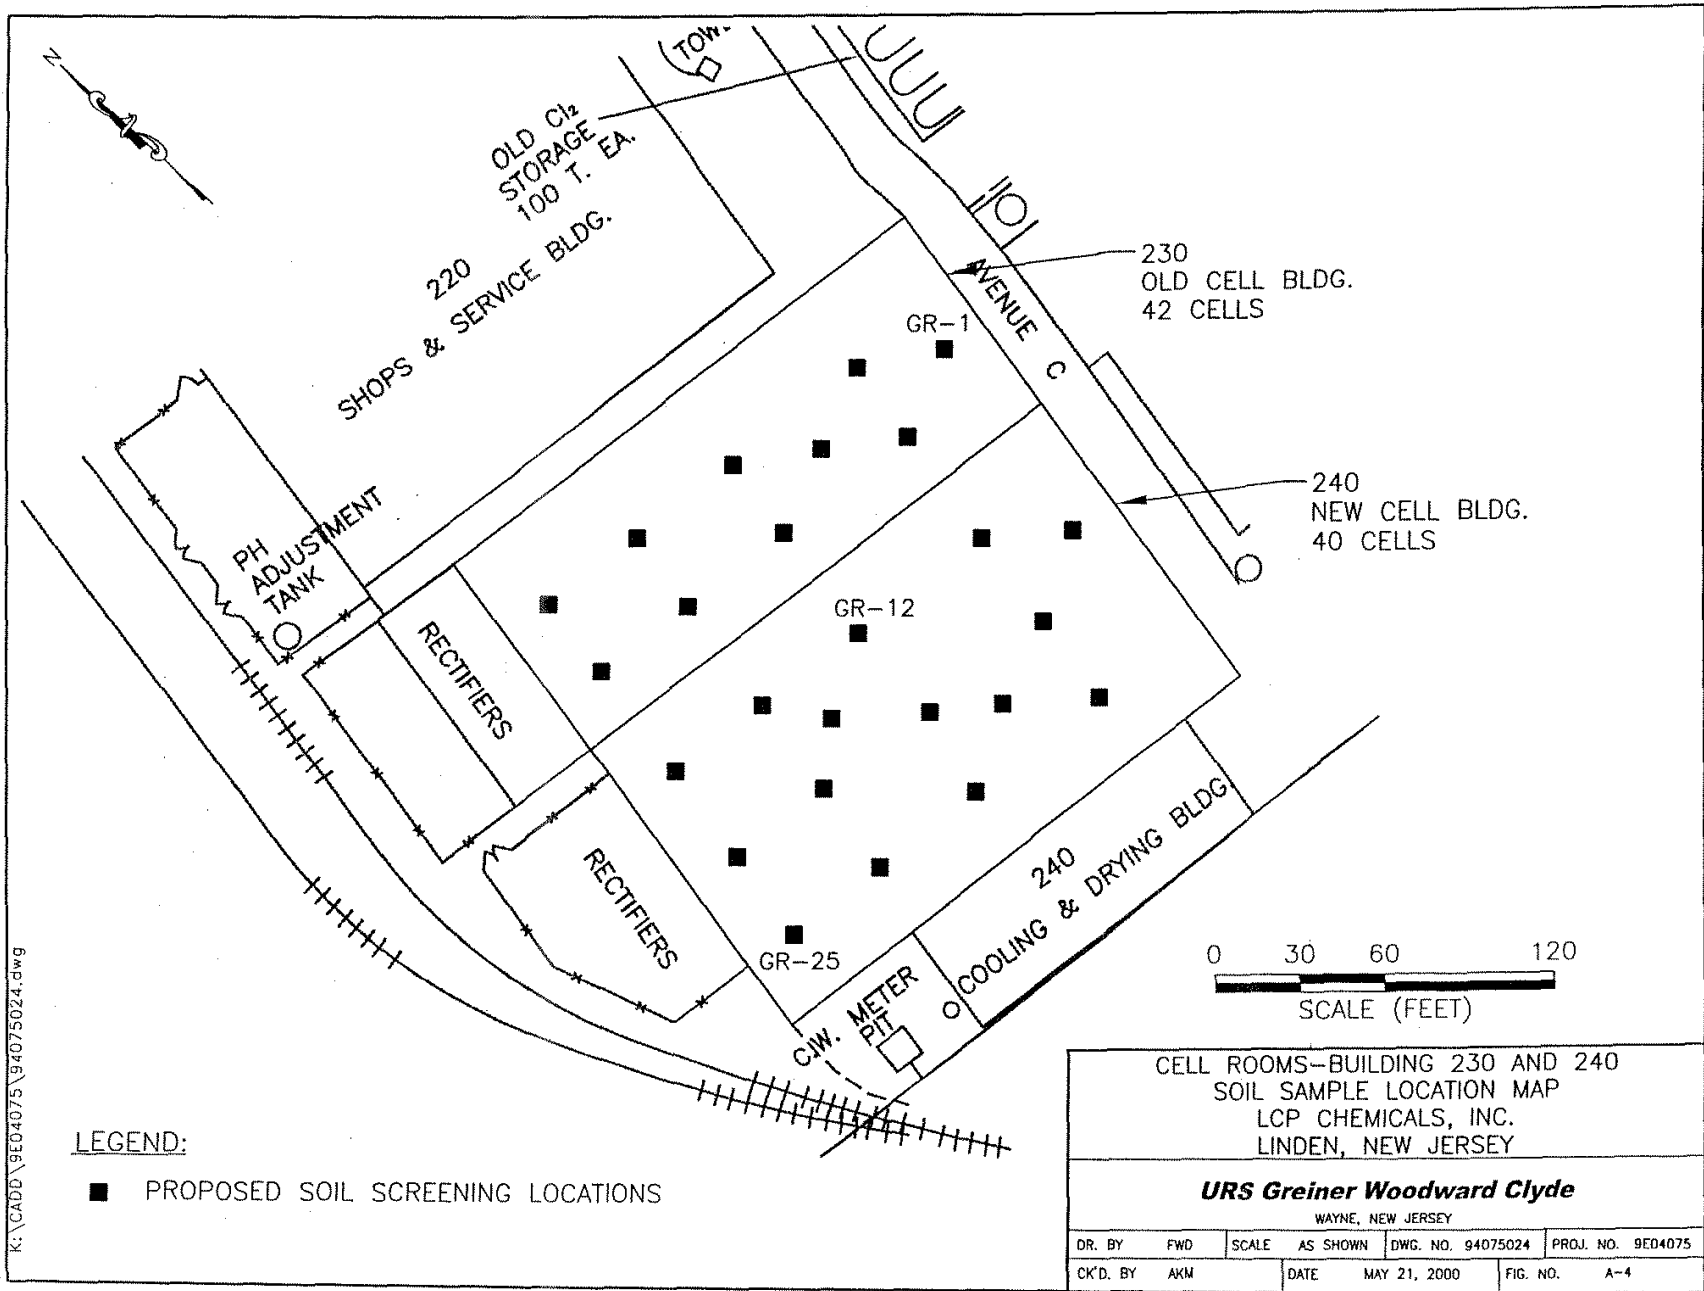 N
TOW
OLD Cl₂
STORAGE
100 T. EA.
220
SHOPS & SERVICE BLDG.
230
OLD CELL BLDG.
42 CELLS
AVENUE C
GR-1
240
NEW CELL BLDG.
40 CELLS
PH
ADJUSTMENT
TANK
RECTIFIERS
GR-12
RECTIFIERS
240
COOLING & DRYING BLDG.
GR-25
C.W. METER
PIT
0 30 60 120
SCALE (FEET)
LEGEND:
PROPOSED SOIL SCREENING LOCATIONS
K:\CADD\9E04075\94075024.dwg
CELL ROOMS-BUILDING 230 AND 240
SOIL SAMPLE LOCATION MAP
LCP CHEMICALS, INC.
LINDEN, NEW JERSEY
URS Greiner Woodward Clyde
WAYNE, NEW JERSEY
DR. BY FWD SCALE AS SHOWN DWG. NO. 94075024 PROJ. NO. 9E04075
CK'D. BY AKM DATE MAY 21, 2000 FIG. NO. A-4